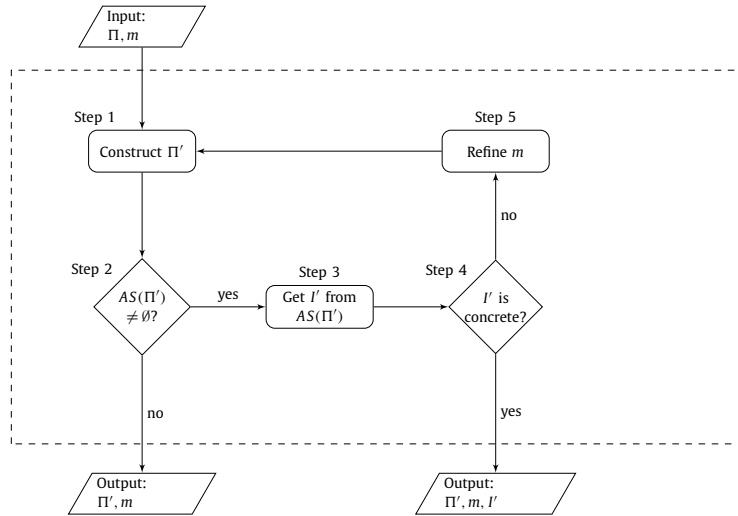 Input:
Π, m
Step 1
Construct Π′
Step 5
Refine m
no
Step 2
AS(Π′)
≠ ∅?
yes
Step 3
Get I′ from
AS(Π′)
Step 4
I′ is
concrete?
no
yes
Output:
Π′, m
Output:
Π′, m, I′